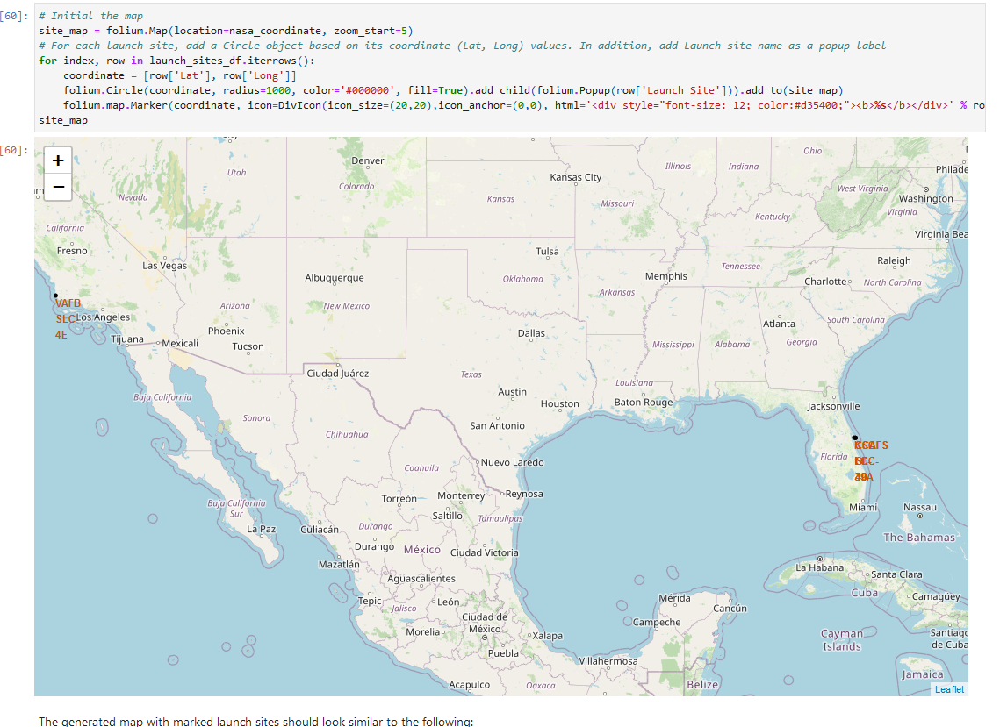 [60]:
# Initial the map
site_map = folium.Map(location=nasa_coordinate, zoom_start=5)
# For each launch site, add a Circle object based on its coordinate (Lat, Long) values. In addition, add Launch site name as a popup label
for index, row in launch_sites_df.iterrows():
    coordinate = [row['Lat'], row['Long']]
    folium.Circle(coordinate, radius=1000, color='#000000', fill=True).add_child(folium.Popup(row['Launch Site'])).add_to(site_map)
    folium.map.Marker(coordinate, icon=DivIcon(icon_size=(20,20),icon_anchor=(0,0), html='<div style="font-size: 12; color:#d35400;"><b>%s</b></div>' % ro
site_map
[60]:
+
−
Denver
Utah
Colorado
Nevada
Kansas City
Kansas
Missouri
Illinois
Indiana
Ohio
Philade
West Virginia
Washington
Virginia
Kentucky
Virginia Bea
California
Fresno
Las Vegas
Albuquerque
Tulsa
Oklahoma
Memphis
Tennessee
Raleigh
Charlotte
North Carolina
Arkansas
VAFB
SLC-
4E
Los Angeles
Arizona
New Mexico
Phoenix
Tucson
Tijuana
Mexicali
Dallas
Atlanta
South Carolina
Mississippi
Alabama
Georgia
Ciudad Juárez
Texas
Austin
Houston
Louisiana
Baton Rouge
Jacksonville
Baja California
Sonora
Chihuahua
San Antonio
Florida
Coahuila
Nuevo Laredo
Torreón
Monterrey
Reynosa
Saltillo
Tamaulipas
Miami
Nassau
The Bahamas
Baja California
Sur
La Paz
Culiacán
Durango
Durango
México
Ciudad Victoria
Mazatlán
Aguascalientes
La Habana
Santa Clara
Cuba
Camagüey
Tepic
Jalisco
León
Ciudad de
México
Mérida
Cancún
Campeche
Morelia
Xalapa
Puebla
Cayman
Islands
Santiago
de Cuba
Villahermosa
Acapulco
Oaxaca
Belize
Jamaica
Leaflet
The generated map with marked launch sites should look similar to the following: